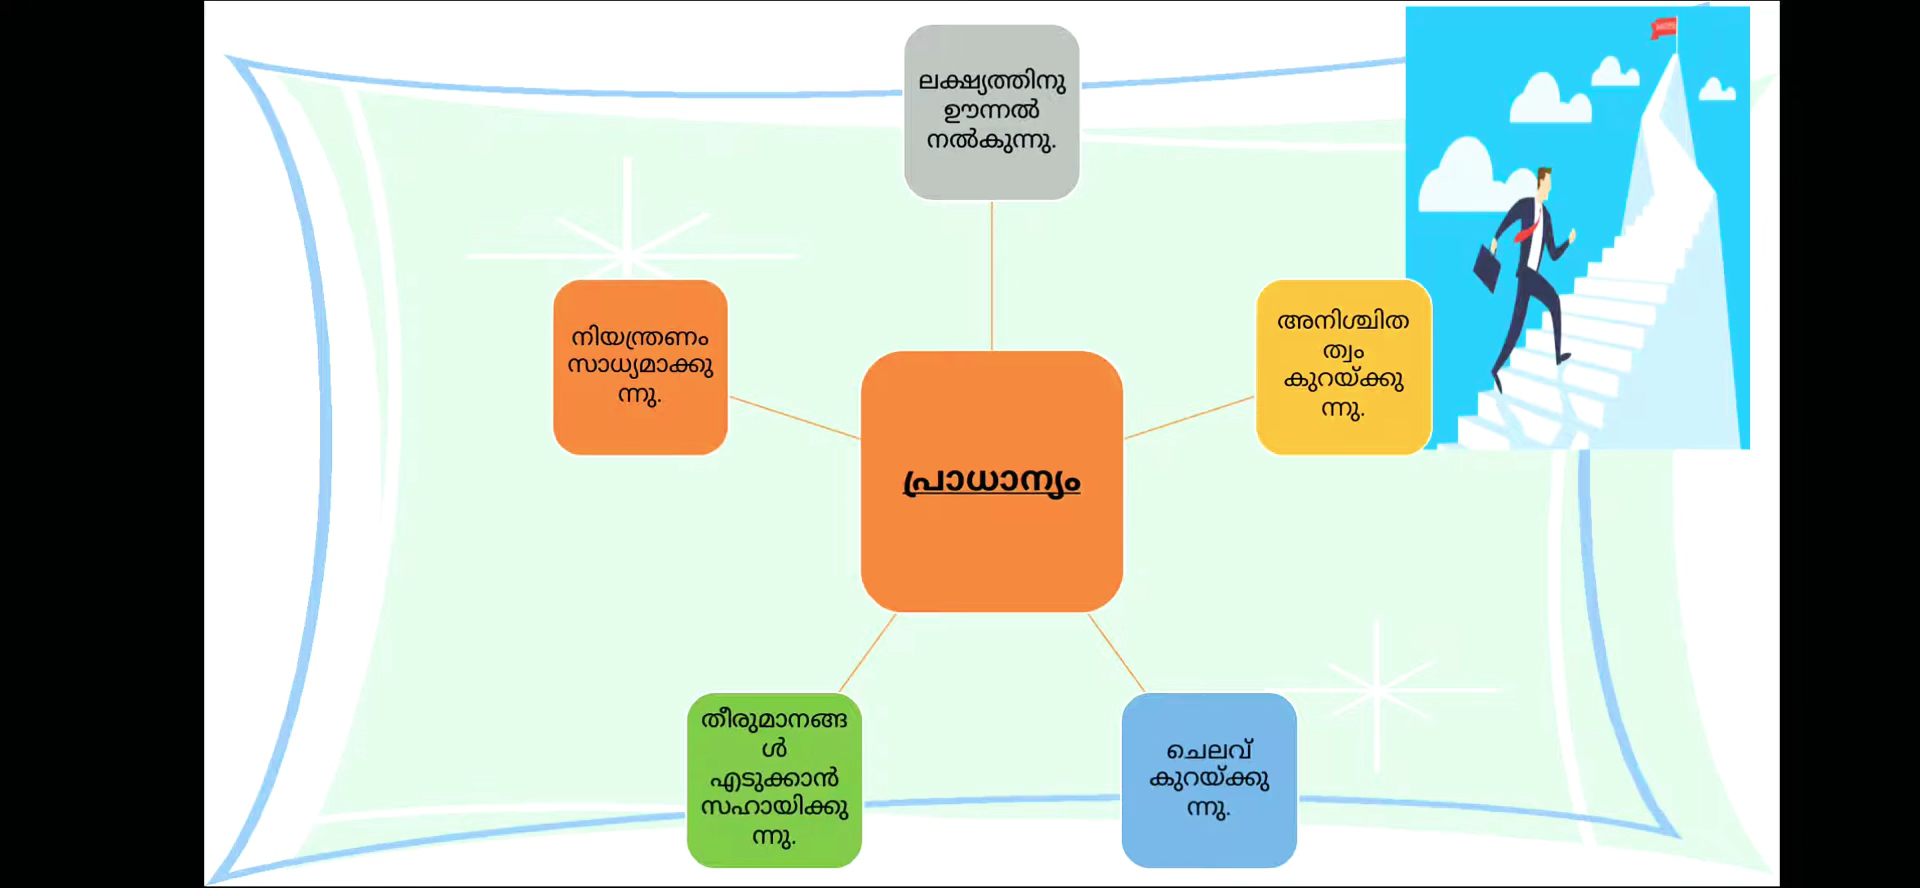 ലക്ഷ്യത്തിനു
ഊന്നൽ
നൽകുന്നു.
അനിശ്ചിത
ത്വം
കുറയ്ക്കു
ന്നു.
ചെലവ്
കുറയ്ക്കു
ന്നു.
തീരുമാനങ്ങ
ൾ
എടുക്കാൻ
സഹായിക്കു
ന്നു.
നിയന്ത്രണം
സാധ്യമാക്കു
ന്നു.
പ്രാധാന്യം